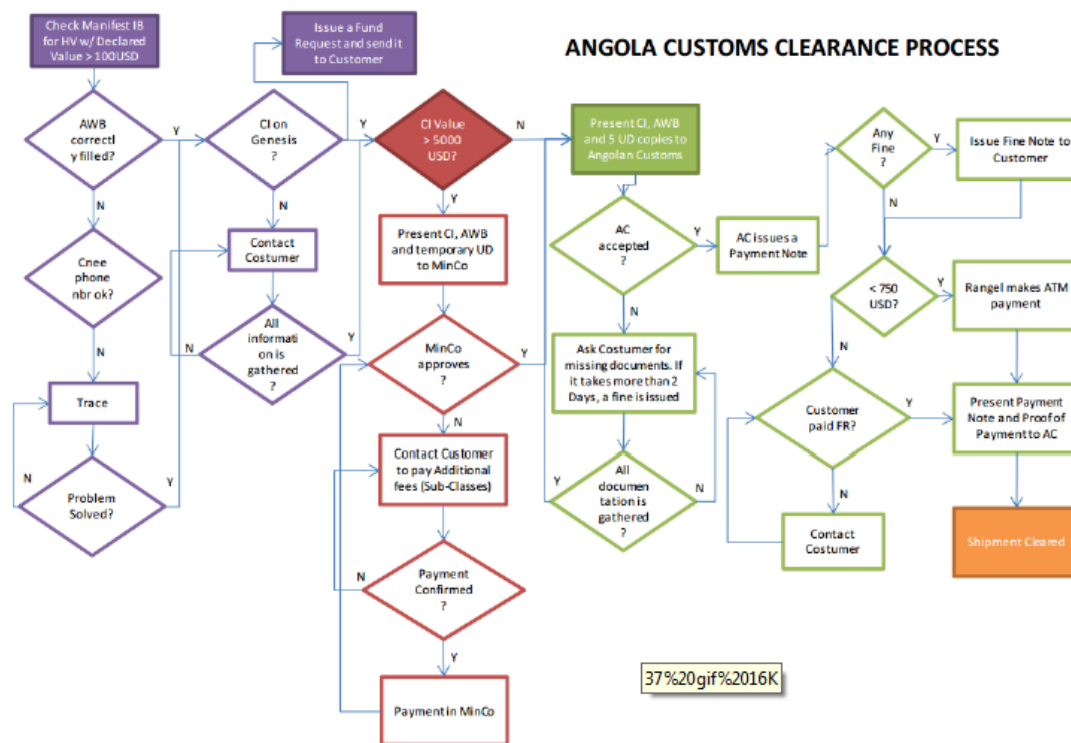 ANGOLA CUSTOMS CLEARANCE PROCESS
Check Manifest IB
for HV w/ Declared
Value > 100USD
Issue a Fund
Request and send it
to Customer
AWB
correctl
y filled?
Y
N
CI on
Genesis?
Y
N
CI Value
> 5000
USD?
N
Y
Present CI, AWB
and 5 UD copies to
Angolan Customs
Any
Fine
?
Y
N
Issue Fine Note to
Customer
Cnee
phone
nbr ok?
N
Contact
Costumer
Present CI, AWB
and temporary UD
to MinCo
AC
accepted
?
Y
N
AC issues a
Payment Note
< 750
USD?
Y
N
Rangel makes ATM
payment
All
informati
on is
gathered
?
N
Y
MinCo
approves
?
Y
N
Ask Costumer for
missing documents. If
it takes more than 2
Days, a fine is issued
Trace
Customer
paid FR?
Y
N
Present Payment
Note and Proof of
Payment to AC
Problem
Solved?
N
Y
Contact Customer
to pay Additional
fees (Sub-Classes)
All
documen
tation is
gathered
?
Y
N
Contact
Costumer
Shipment Cleared
Payment
Confirmed
?
N
Y
Payment in MinCo
37%20gif%2016K